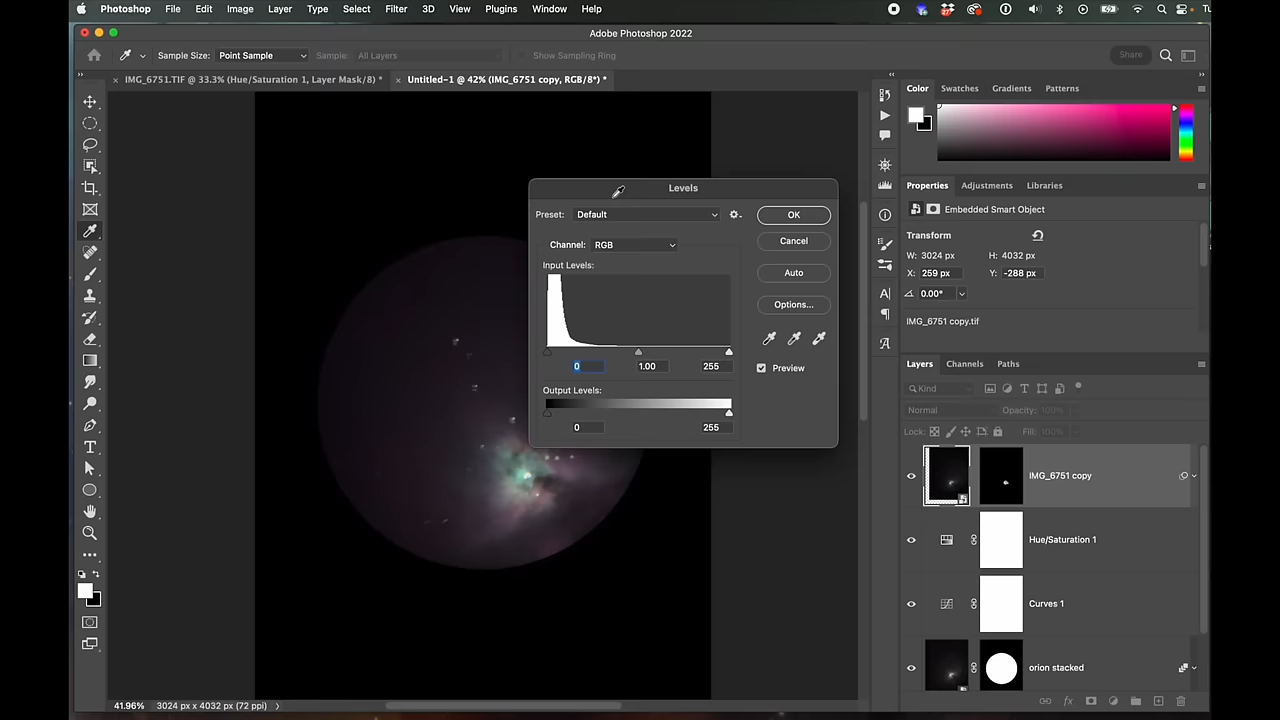 Photoshop File Edit Image Layer Type Select Filter 3D View Plugins Window Help
Adobe Photoshop 2022
Sample Size: Point Sample Sample: All Layers Show Sampling Ring Share
IMG_6751.TIF @ 33.3% (Hue/Saturation 1, Layer Mask/8) * Untitled-1 @ 42% (IMG_6751 copy, RGB/8*) *
Color Swatches Gradients Patterns
Levels
Preset: Default OK
Channel: RGB Cancel
Input Levels:
Auto
Options...
0 1.00 255
Preview
Output Levels:
0 255
Properties Adjustments Libraries
Embedded Smart Object
Transform
W: 3024 px H: 4032 px
X: 259 px Y: -288 px
0.00°
IMG_6751 copy.tif
Layers Channels Paths
Kind
Normal Opacity: 100%
Lock: Fill: 100%
IMG_6751 copy
Hue/Saturation 1
Curves 1
orion stacked
41.96% 3024 px x 4032 px (72 ppi)